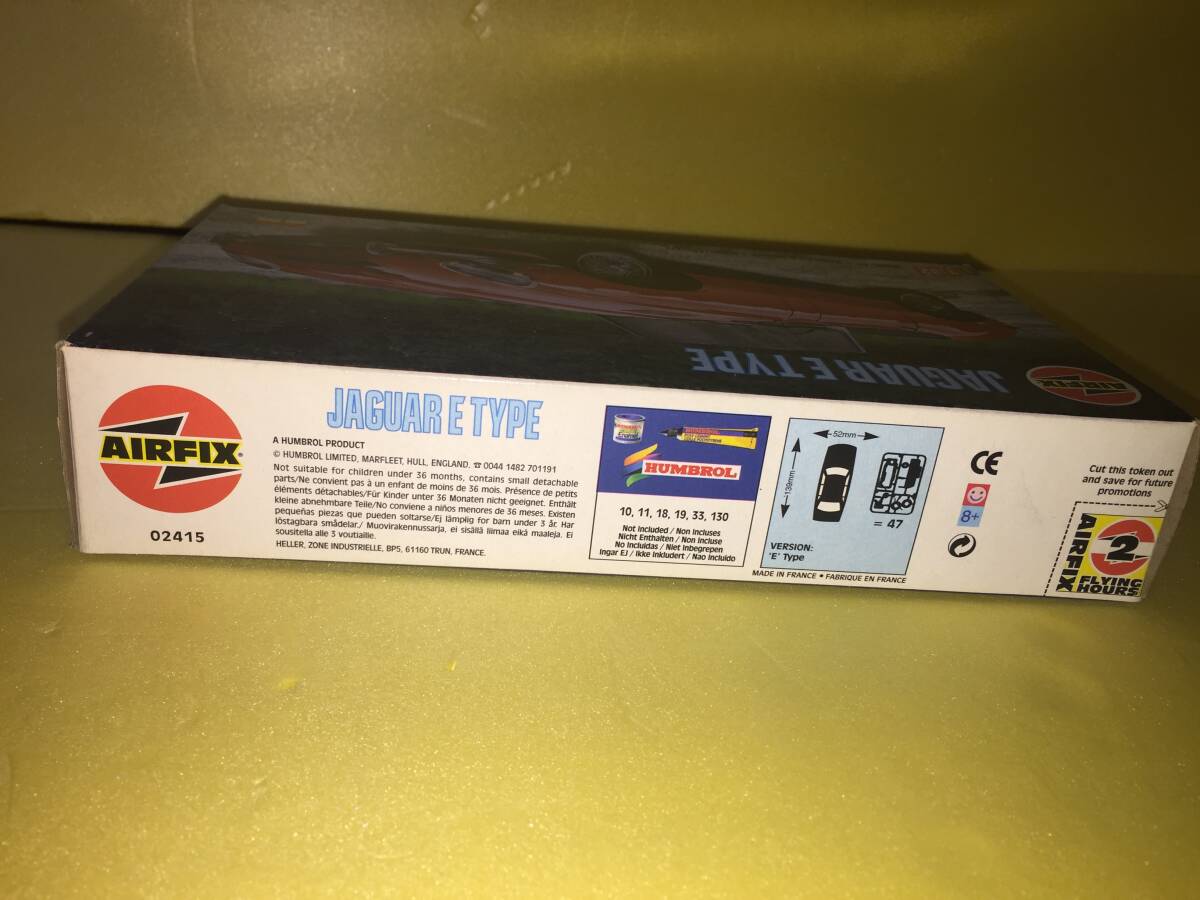 JAGUAR E TYPE
AIRFIX
AIRFIX
02415
JAGUAR E TYPE
A HUMBROL PRODUCT
© HUMBROL LIMITED, MARFLEET, HULL, ENGLAND. ☎ 0044 1482 701191
Not suitable for children under 36 months, contains small detachable
parts/Ne convient pas à un enfant de moins de 36 mois. Présence de petits
éléments détachables/Für Kinder unter 36 Monaten nicht geeignet. Enthält
kleine abnehmbare Teile/No conviene a niños menores de 36 meses. Existen
pequeñas piezas que pueden soltarse/Ej lämplig for barn under 3 år. Har
löstagbara smådelar./ Muovirakennussarja, ei sisällä liimaa eikä maaleja. Ei
sousitella alle 3 voutiaille.
HELLER, ZONE INDUSTRIELLE, BP5, 61160 TRUN, FRANCE.
HUMBROL
HUMBROL
10, 11, 18, 19, 33, 130
Not included / Non Incluses
Nicht Enthalten / Non incluse
No Incluidas / Niet Inbegrepen
Ingar EJ / Ikke Inkludert / Nao incluido
52mm
139mm
= 47
VERSION:
'E' Type
MADE IN FRANCE • FABRIQUE EN FRANCE
CE
8+
Cut this token out
and save for future
promotions
AIRFIX
2
FLYING
HOURS